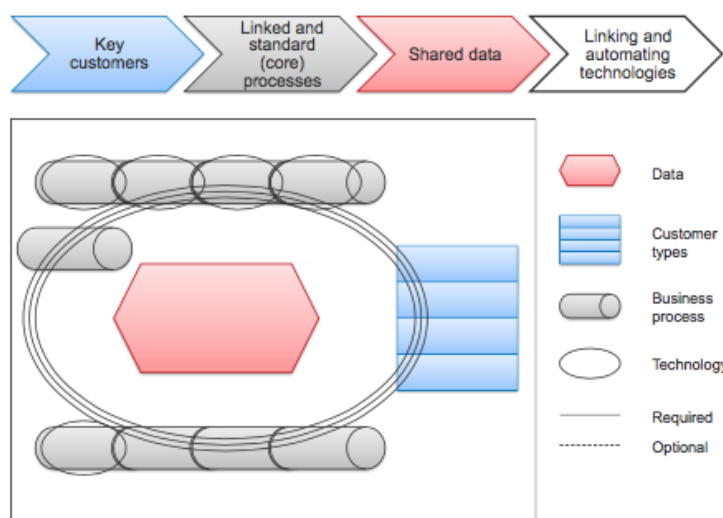 Key
customers
Linked and
standard
(core)
processes
Shared data
Linking and
automating
technologies
Data
Customer
types
Business
process
Technology
Required
Optional